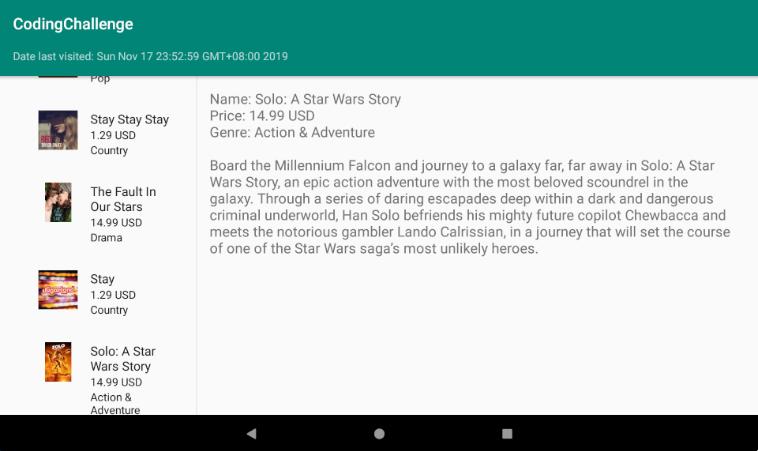 CodingChallenge
Date last visited: Sun Nov 17 23:52:59 GMT+08:00 2019
Pop
Stay Stay Stay
1.29 USD
Country
The Fault In
Our Stars
14.99 USD
Drama
Stay
1.29 USD
Country
SOLO
Solo: A Star
Wars Story
14.99 USD
Action &
Adventure
Name: Solo: A Star Wars Story
Price: 14.99 USD
Genre: Action & Adventure
Board the Millennium Falcon and journey to a galaxy far, far away in Solo: A Star
Wars Story, an epic action adventure with the most beloved scoundrel in the
galaxy. Through a series of daring escapades deep within a dark and dangerous
criminal underworld, Han Solo befriends his mighty future copilot Chewbacca and
meets the notorious gambler Lando Calrissian, in a journey that will set the course
of one of the Star Wars saga's most unlikely heroes.